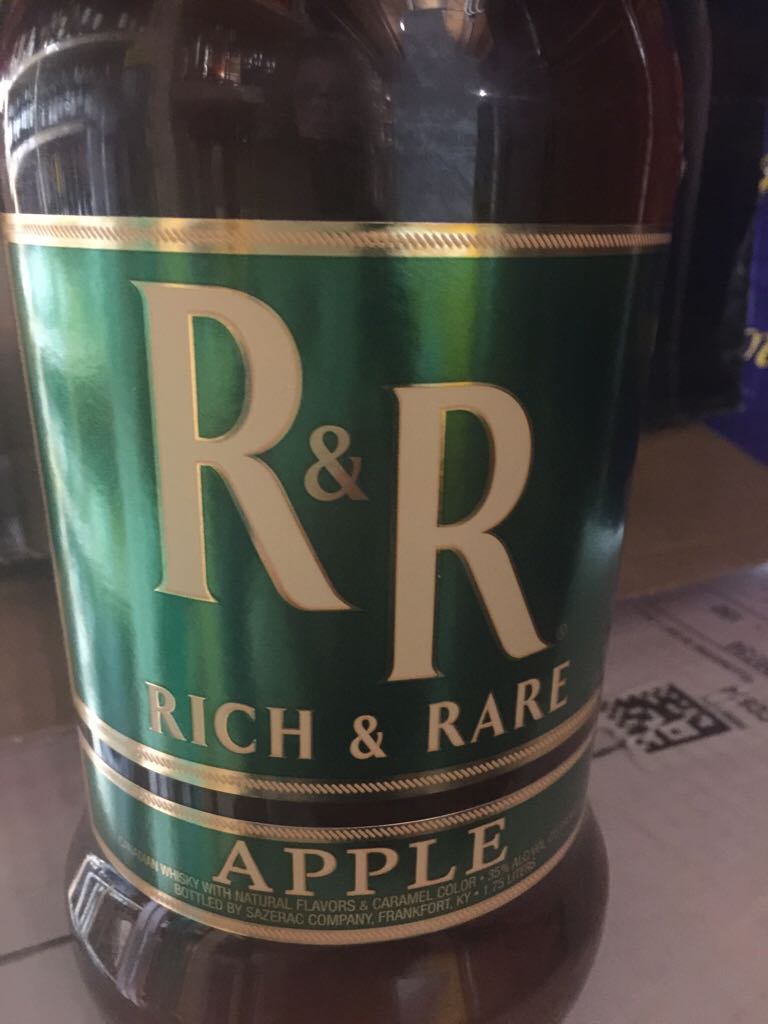 R&R
®
RICH & RARE
APPLE
CANADIAN WHISKY WITH NATURAL FLAVORS & CARAMEL COLOR • 35% ALC/VOL
BOTTLED BY SAZERAC COMPANY, FRANKFORT, KY • 1.75 LITERS